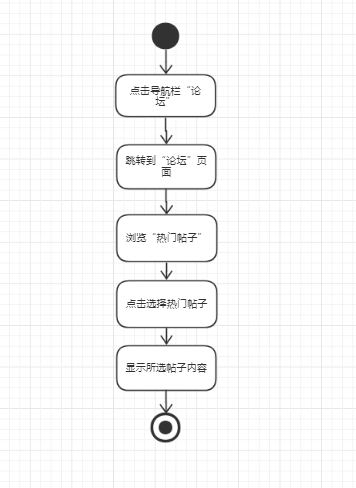 点击导航栏“论
坛”
跳转到“论坛”页
面
浏览“热门帖子”
点击选择热门帖子
显示所选帖子内容